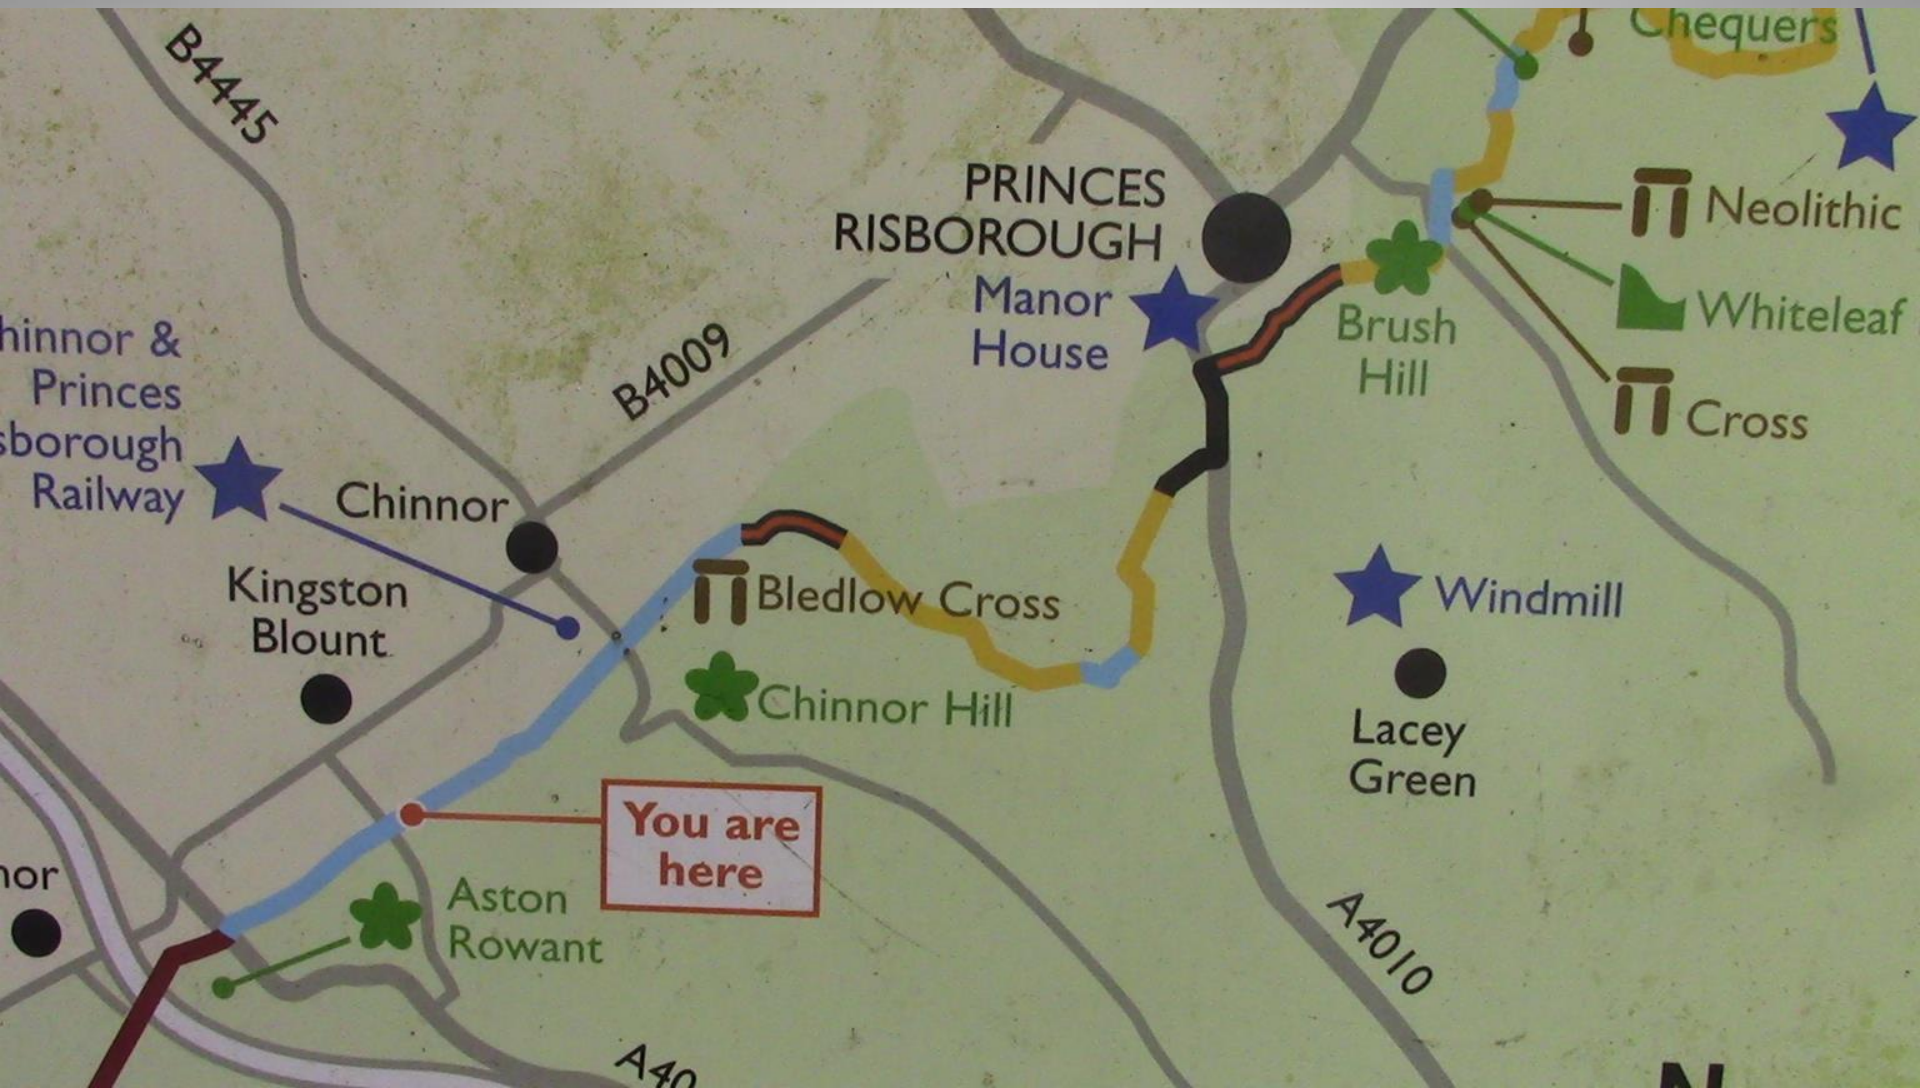 Chequers
B4445
PRINCES
RISBOROUGH
Neolithic
Manor
House
Whiteleaf
Brush
Hill
B4009
hinnor &
Princes
sborough
Railway
Cross
Chinnor
Kingston
Blount
Bledlow Cross
Windmill
Chinnor Hill
Lacey
Green
You are
here
nor
Aston
Rowant
A4010
A40
N